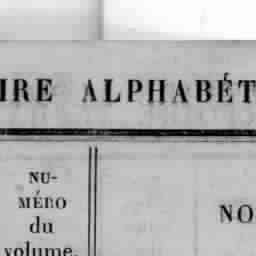 IRE ALPHABÉT
NU-
MÉRO
du
volume.
NO